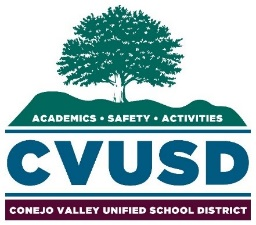 ACADEMICS • SAFETY • ACTIVITIES
CVUSD
CONEJO VALLEY UNIFIED SCHOOL DISTRICT